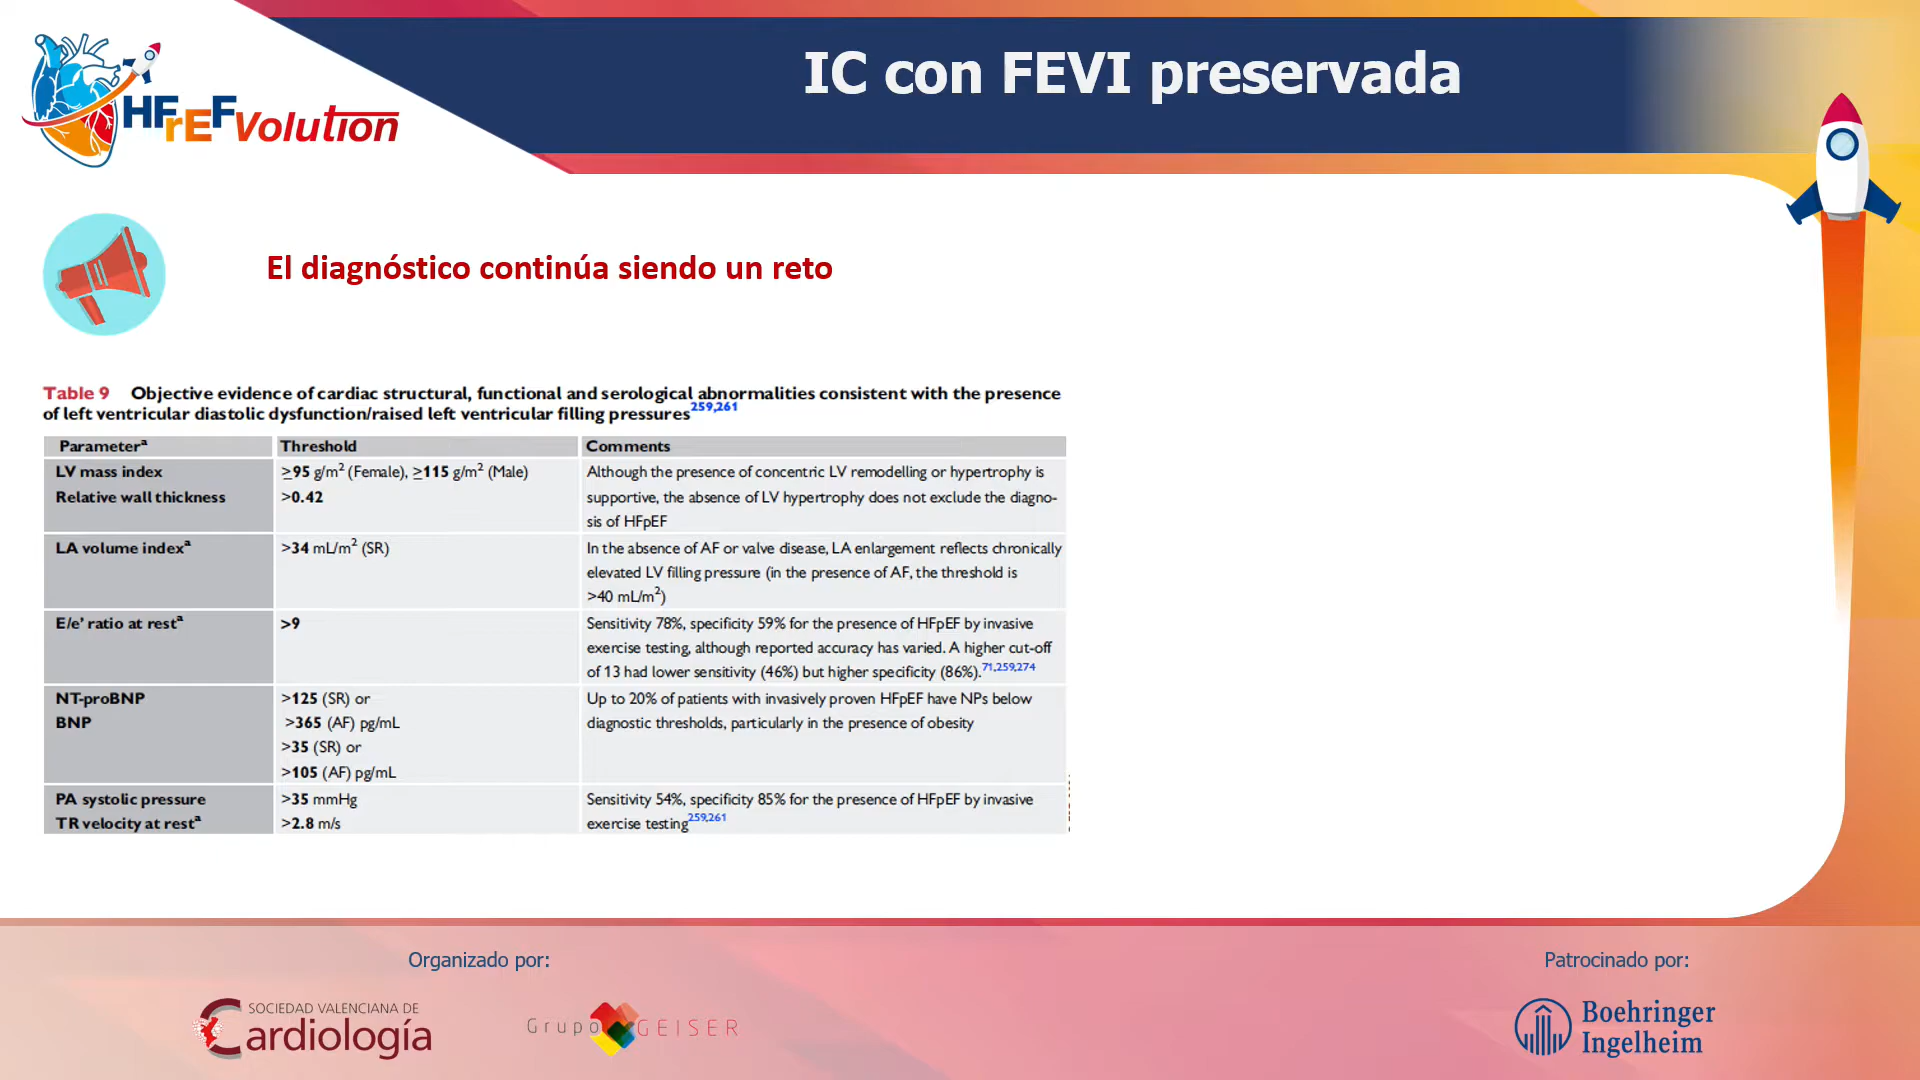 IC con FEVI preservada
HFrEFVolution
El diagnóstico continúa siendo un reto
Table 9 Objective evidence of cardiac structural, functional and serological abnormalities consistent with the presence
of left ventricular diastolic dysfunction/raised left ventricular filling pressures259,261
Parameterᵃ Threshold Comments
LV mass index ≥95 g/m² (Female), ≥115 g/m² (Male) Although the presence of concentric LV remodelling or hypertrophy is
Relative wall thickness >0.42 supportive, the absence of LV hypertrophy does not exclude the diagno-
sis of HFpEF
LA volume indexᵃ >34 mL/m² (SR) In the absence of AF or valve disease, LA enlargement reflects chronically
elevated LV filling pressure (in the presence of AF, the threshold is
>40 mL/m²)
E/e' ratio at restᵃ >9 Sensitivity 78%, specificity 59% for the presence of HFpEF by invasive
exercise testing, although reported accuracy has varied. A higher cut-off
of 13 had lower sensitivity (46%) but higher specificity (86%).71,259,274
NT-proBNP >125 (SR) or Up to 20% of patients with invasively proven HFpEF have NPs below
BNP >365 (AF) pg/mL diagnostic thresholds, particularly in the presence of obesity
>35 (SR) or
>105 (AF) pg/mL
PA systolic pressure >35 mmHg Sensitivity 54%, specificity 85% for the presence of HFpEF by invasive
TR velocity at restᵃ >2.8 m/s exercise testing259,261
Organizado por:
SOCIEDAD VALENCIANA DE
Cardiología
Grupo GEISER
Patrocinado por:
Boehringer
Ingelheim